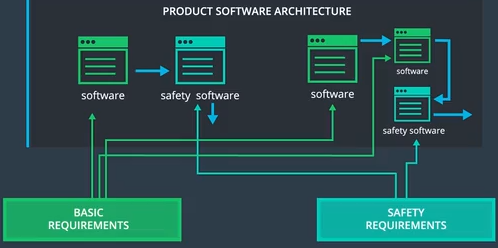 PRODUCT SOFTWARE ARCHITECTURE
software
safety software
software
software
safety software
BASIC
REQUIREMENTS
SAFETY
REQUIREMENTS